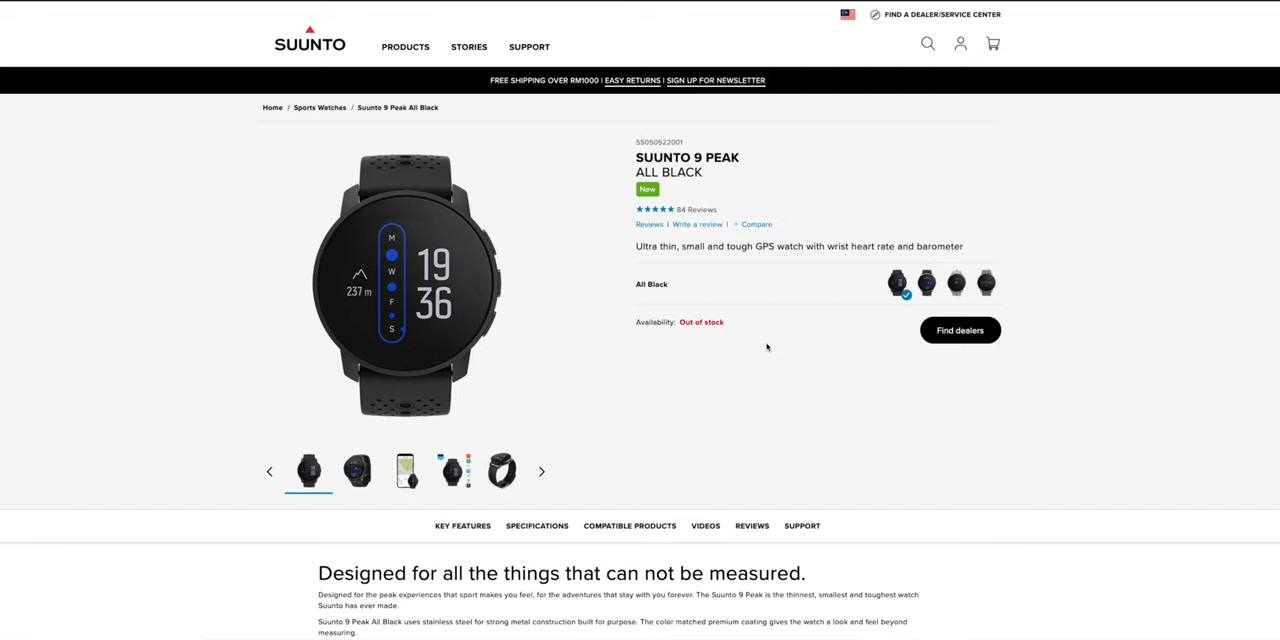 FIND A DEALER/SERVICE CENTER
SUUNTO
PRODUCTS STORIES SUPPORT
FREE SHIPPING OVER RM1000 | EASY RETURNS | SIGN UP FOR NEWSLETTER
Home / Sports Watches / Suunto 9 Peak All Black
SS050522001
SUUNTO 9 PEAK
ALL BLACK
New
84 Reviews
Reviews | Write a review | + Compare
Ultra thin, small and tough GPS watch with wrist heart rate and barometer
All Black
Availability: Out of stock
Find dealers
M
W
F
S
237 m
19
36
KEY FEATURES SPECIFICATIONS COMPATIBLE PRODUCTS VIDEOS REVIEWS SUPPORT
Designed for all the things that can not be measured.
Designed for the peak experiences that sport makes you feel, for the adventures that stay with you forever. The Suunto 9 Peak is the thinnest, smallest and toughest watch
Suunto has ever made.
Suunto 9 Peak All Black uses stainless steel for strong metal construction built for purpose. The color matched premium coating gives the watch a look and feel beyond
measuring.